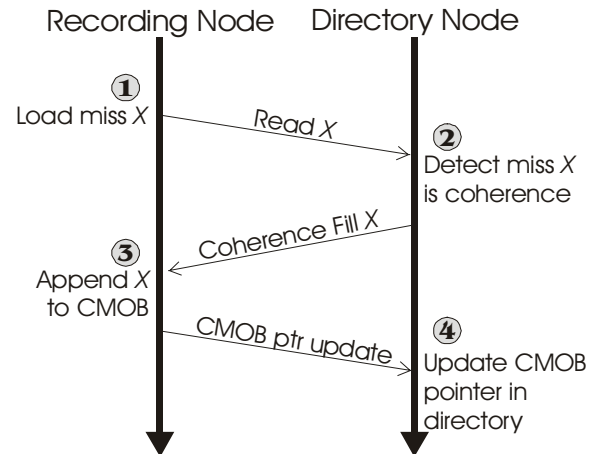 Recording Node
Directory Node
1
Load miss X
Read X
2
Detect miss X
is coherence
Coherence Fill X
3
Append X
to CMOB
CMOB ptr update
4
Update CMOB
pointer in
directory